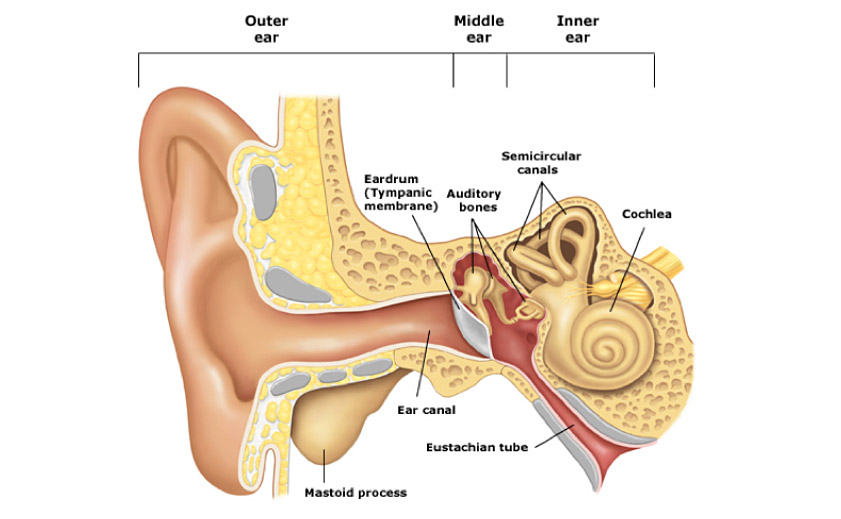 Outer
ear
Middle
ear
Inner
ear
Semicircular
canals
Eardrum
(Tympanic
membrane)
Auditory
bones
Cochlea
Ear canal
Eustachian tube
Mastoid process